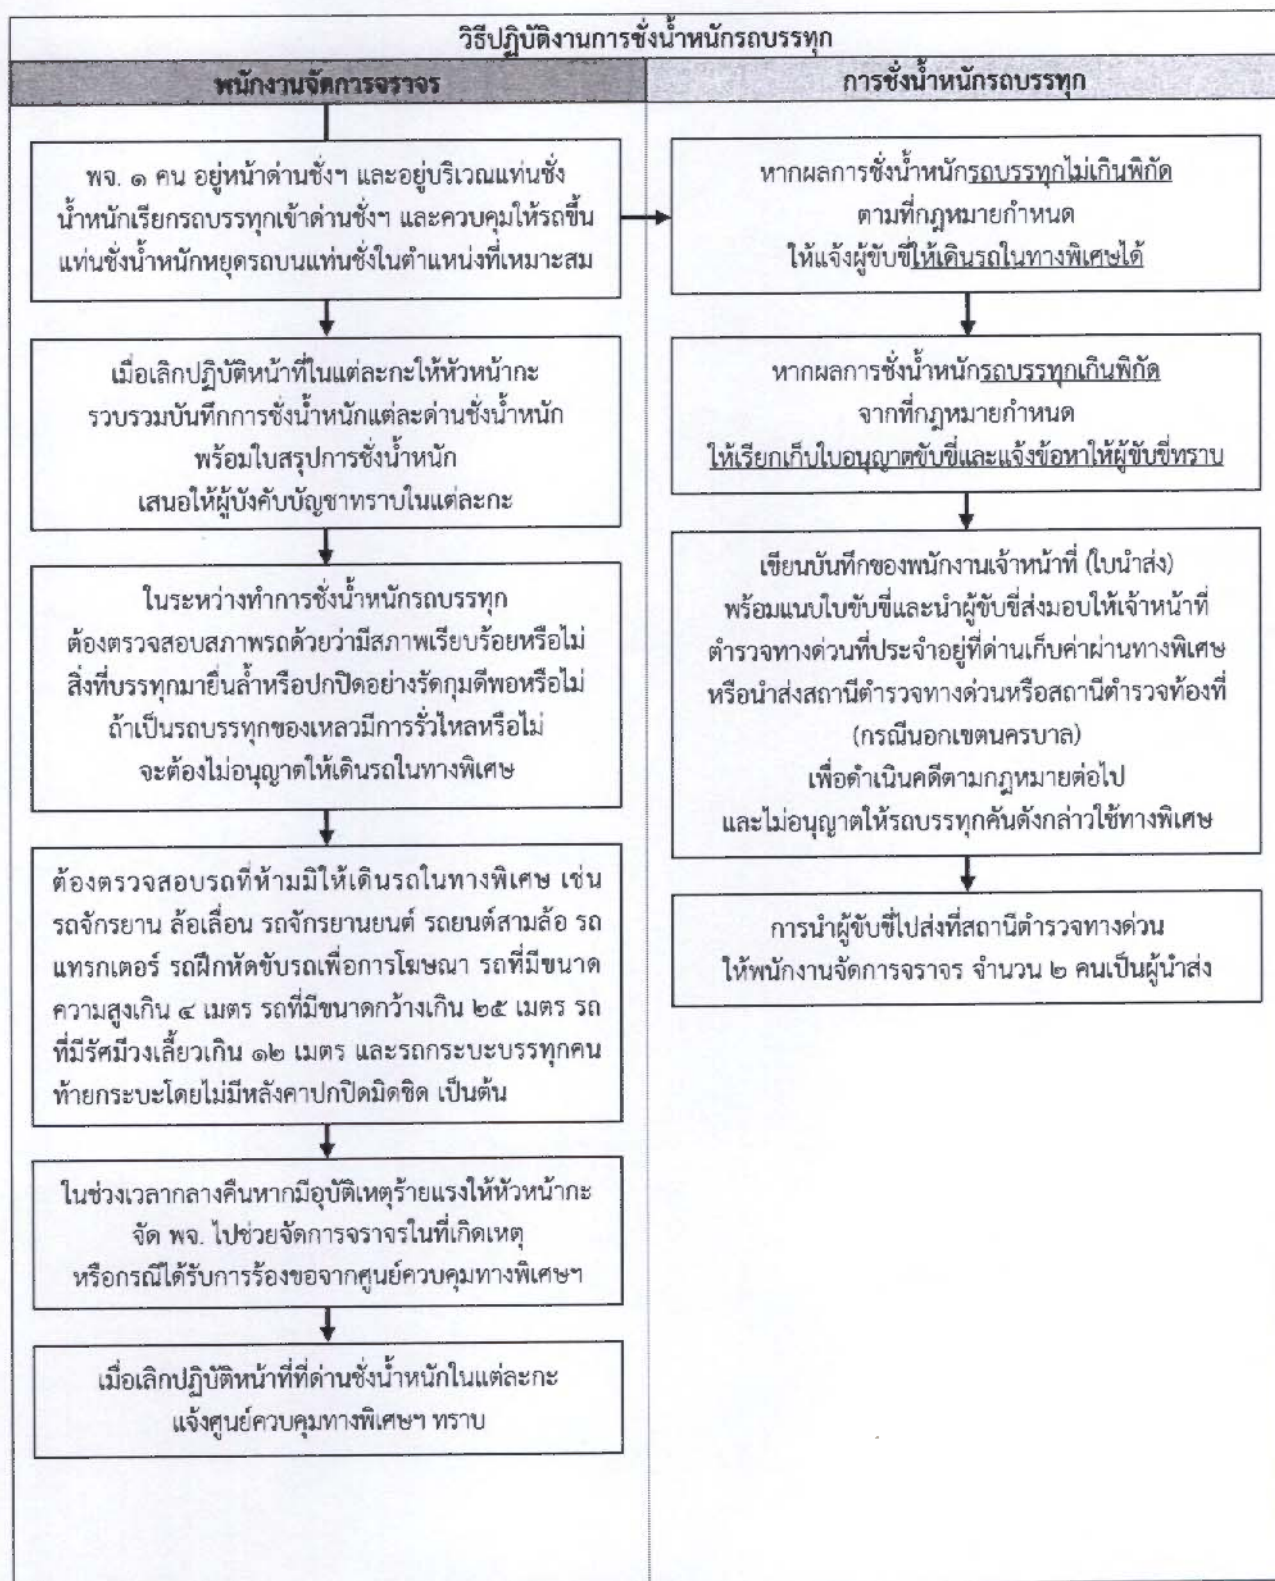 วิธีปฏิบัติงานการชั่งน้ำหนักรถบรรทุก
พนักงานจัดการจราจร
พจ. ๑ คน อยู่หน้าด่านชั่งฯ และอยู่บริเวณแท่นชั่ง
น้ำหนักเรียกรถบรรทุกเข้าด่านชั่งฯ และควบคุมให้รถขึ้น
แท่นชั่งน้ำหนักหยุดรถบนแท่นชั่งในตำแหน่งที่เหมาะสม
เมื่อเลิกปฏิบัติหน้าที่ในแต่ละกะให้หัวหน้ากะ
รวบรวมบันทึกการชั่งน้ำหนักแต่ละด่านชั่งน้ำหนัก
พร้อมใบสรุปการชั่งน้ำหนัก
เสนอให้ผู้บังคับบัญชาทราบในแต่ละกะ
ในระหว่างทำการชั่งน้ำหนักรถบรรทุก
ต้องตรวจสอบสภาพรถด้วยว่ามีสภาพเรียบร้อยหรือไม่
สิ่งที่บรรทุกมายื่นล้ำหรือปกปิดอย่างรัดกุมดีพอหรือไม่
ถ้าเป็นรถบรรทุกของเหลวมีการรั่วไหลหรือไม่
จะต้องไม่อนุญาตให้เดินรถในทางพิเศษ
ต้องตรวจสอบรถที่ห้ามมิให้เดินรถในทางพิเศษ เช่น
รถจักรยาน ล้อเลื่อน รถจักรยานยนต์ รถยนต์สามล้อ รถ
แทรกเตอร์ รถฝึกหัดขับรถเพื่อการโฆษณา รถที่มีขนาด
ความสูงเกิน ๔ เมตร รถที่มีขนาดกว้างเกิน ๒๕ เมตร รถ
ที่มีรัศมีวงเลี้ยวเกิน ๑๒ เมตร และรถกระบะบรรทุกคน
ท้ายกระบะโดยไม่มีหลังคาปกปิดมิดชิด เป็นต้น
ในช่วงเวลากลางคืนหากมีอุบัติเหตุร้ายแรงให้หัวหน้ากะ
จัด พจ. ไปช่วยจัดการจราจรในที่เกิดเหตุ
หรือกรณีได้รับการร้องขอจากศูนย์ควบคุมทางพิเศษฯ
เมื่อเลิกปฏิบัติหน้าที่ที่ด่านชั่งน้ำหนักในแต่ละกะ
แจ้งศูนย์ควบคุมทางพิเศษฯ ทราบ
การชั่งน้ำหนักรถบรรทุก
หากผลการชั่งน้ำหนักรถบรรทุกไม่เกินพิกัด
ตามที่กฎหมายกำหนด
ให้แจ้งผู้ขับขี่ให้เดินรถในทางพิเศษได้
หากผลการชั่งน้ำหนักรถบรรทุกเกินพิกัด
จากที่กฎหมายกำหนด
ให้เรียกเก็บใบอนุญาตขับขี่และแจ้งข้อหาให้ผู้ขับขี่ทราบ
เขียนบันทึกของพนักงานเจ้าหน้าที่ (ใบนำส่ง)
พร้อมแนบใบขับขี่และนำผู้ขับขี่ส่งมอบให้เจ้าหน้าที่
ตำรวจทางด่วนที่ประจำอยู่ที่ด่านเก็บค่าผ่านทางพิเศษ
หรือนำส่งสถานีตำรวจทางด่วนหรือสถานีตำรวจท้องที่
(กรณีนอกเขตนครบาล)
เพื่อดำเนินคดีตามกฎหมายต่อไป
และไม่อนุญาตให้รถบรรทุกคันดังกล่าวใช้ทางพิเศษ
การนำผู้ขับขี่ไปส่งที่สถานีตำรวจทางด่วน
ให้พนักงานจัดการจราจร จำนวน ๒ คนเป็นผู้นำส่ง